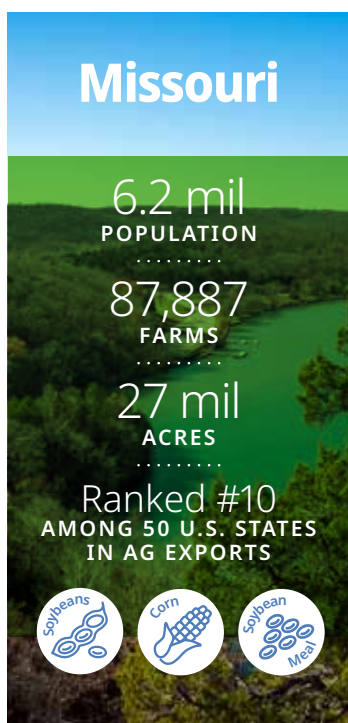 Missouri
6.2 mil
POPULATION
87,887
FARMS
27 mil
ACRES
Ranked #10
AMONG 50 U.S. STATES
IN AG EXPORTS
Soybeans
Corn
Soybean
Meal